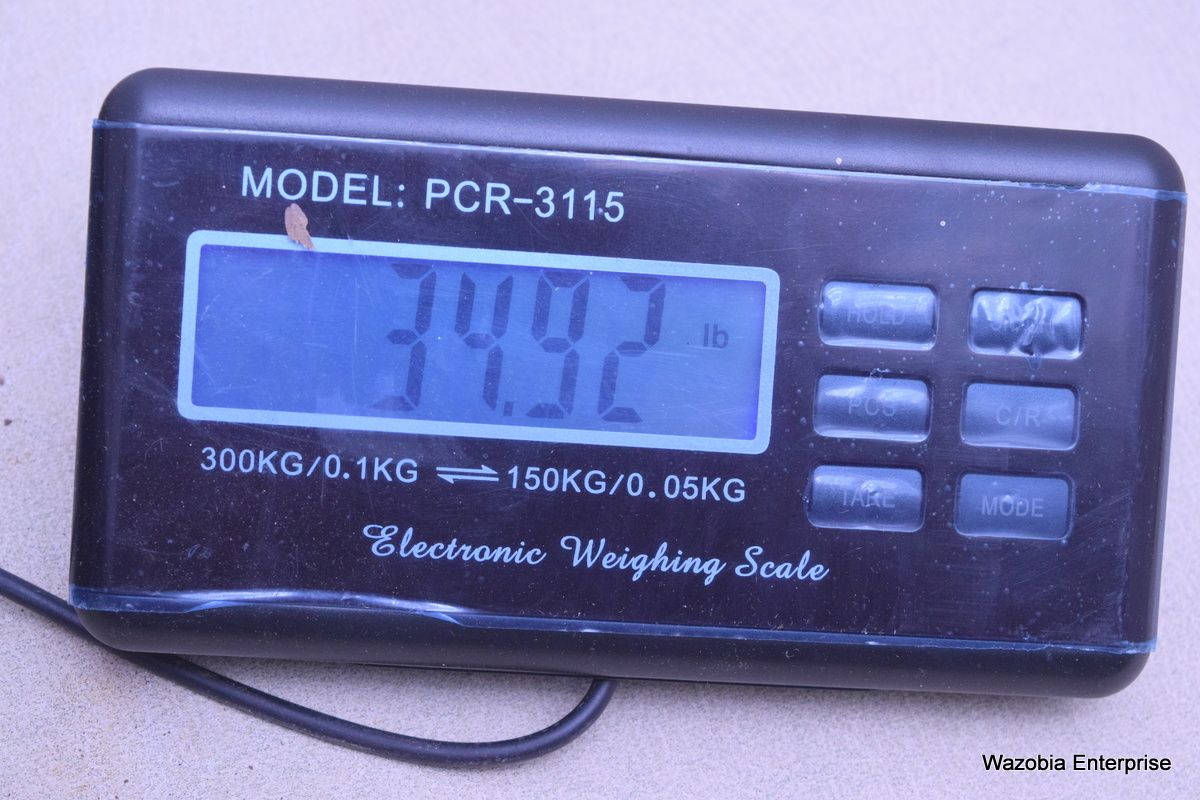 MODEL: PCR-3115
34.92 lb
HOLD
PCS C/R
TARE MODE
300KG/0.1KG ⇌ 150KG/0.05KG
Electronic Weighing Scale
Wazobia Enterprise